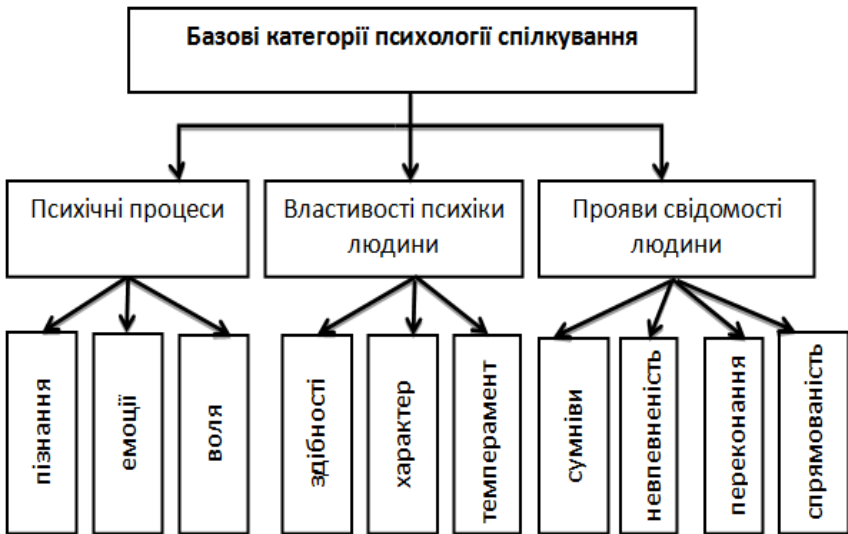 Базові категорії психології спілкування
Психічні процеси
Властивості психіки
людини
Прояви свідомості
людини
пізнання
емоції
воля
здібності
характер
темперамент
сумніви
невпевненість
переконання
спрямованість